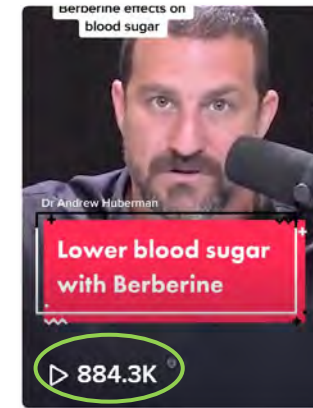 Berberine effects on
blood sugar
Dr Andrew Huberman
Lower blood sugar
with Berberine
884.3K